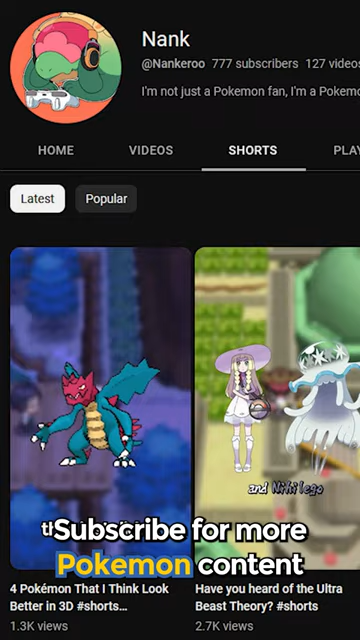 Nank
@Nankeroo 777 subscribers 127 videos
I'm not just a Pokemon fan, I'm a Pokemo
HOME VIDEOS SHORTS PLAY
Latest Popular
and Nihilego
Subscribe for more
Pokemon content
4 Pokémon That I Think Look
Better in 3D #shorts...
1.3K views
Have you heard of the Ultra
Beast Theory? #shorts
2.7K views